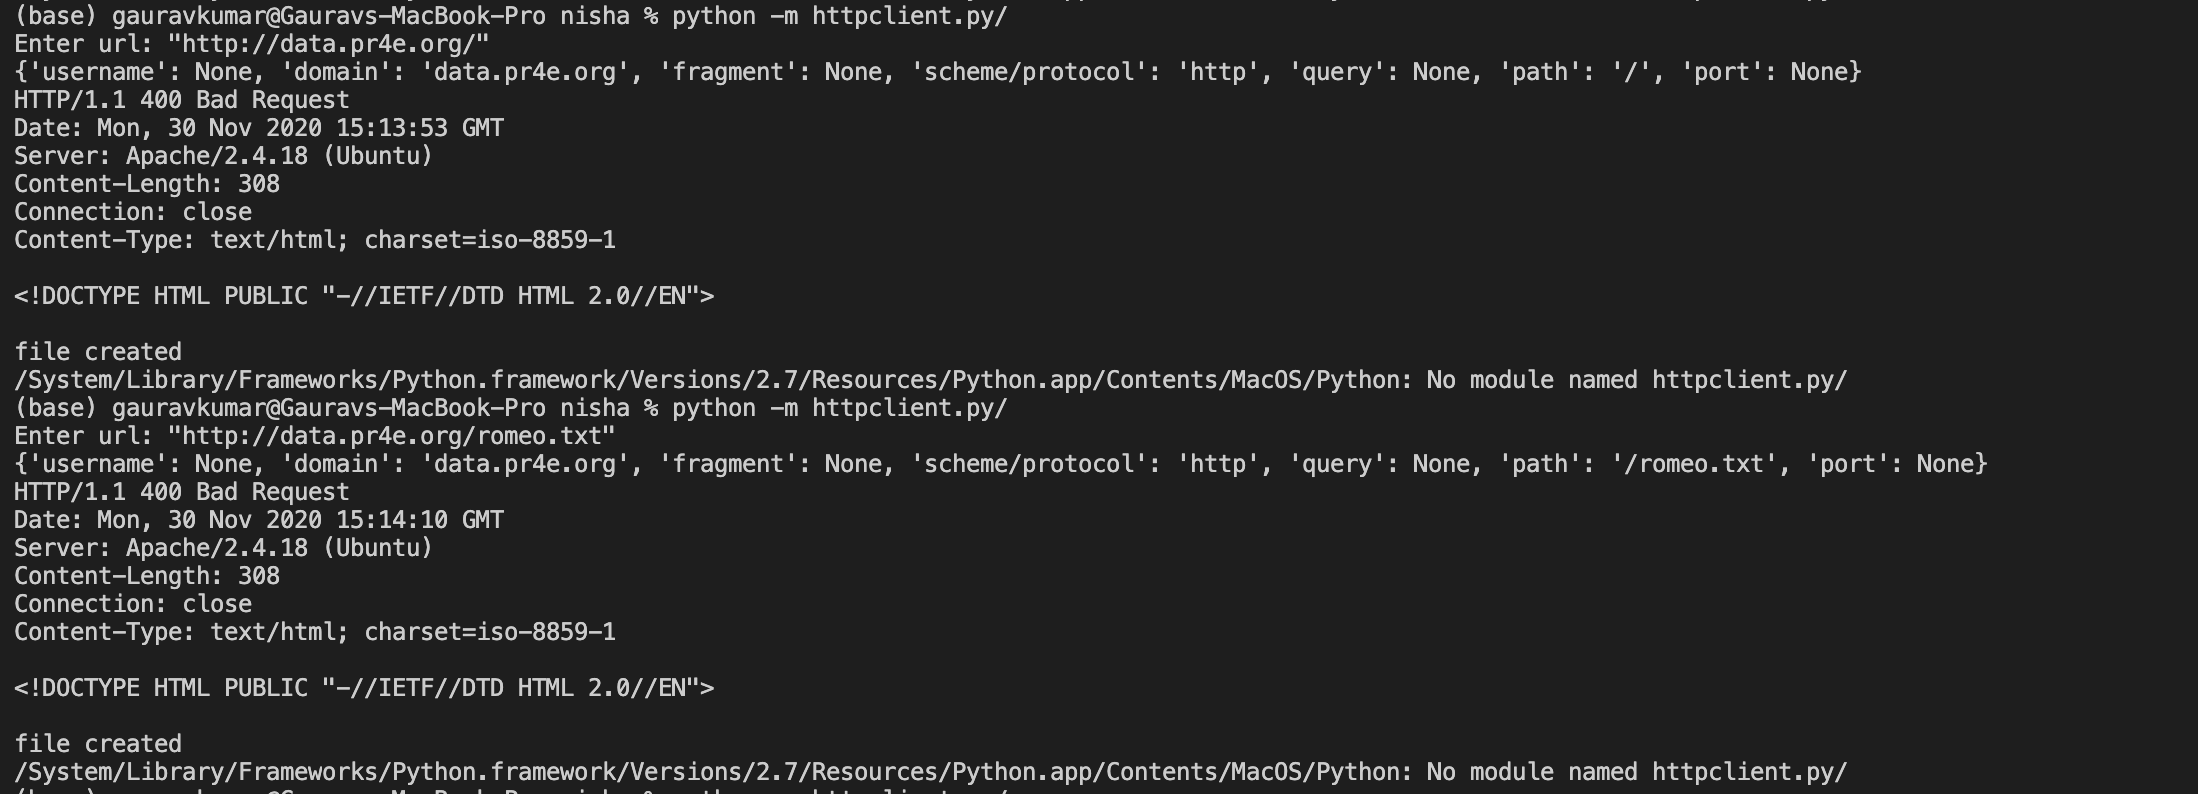 (base) gauravkumar@Gauravs-MacBook-Pro nisha % python -m httpclient.py/
Enter url: "http://data.pr4e.org/"
{'username': None, 'domain': 'data.pr4e.org', 'fragment': None, 'scheme/protocol': 'http', 'query': None, 'path': '/', 'port': None}
HTTP/1.1 400 Bad Request
Date: Mon, 30 Nov 2020 15:13:53 GMT
Server: Apache/2.4.18 (Ubuntu)
Content-Length: 308
Connection: close
Content-Type: text/html; charset=iso-8859-1
<!DOCTYPE HTML PUBLIC "-//IETF//DTD HTML 2.0//EN">
file created
/System/Library/Frameworks/Python.framework/Versions/2.7/Resources/Python.app/Contents/MacOS/Python: No module named httpclient.py/
(base) gauravkumar@Gauravs-MacBook-Pro nisha % python -m httpclient.py/
Enter url: "http://data.pr4e.org/romeo.txt"
{'username': None, 'domain': 'data.pr4e.org', 'fragment': None, 'scheme/protocol': 'http', 'query': None, 'path': '/romeo.txt', 'port': None}
HTTP/1.1 400 Bad Request
Date: Mon, 30 Nov 2020 15:14:10 GMT
Server: Apache/2.4.18 (Ubuntu)
Content-Length: 308
Connection: close
Content-Type: text/html; charset=iso-8859-1
<!DOCTYPE HTML PUBLIC "-//IETF//DTD HTML 2.0//EN">
file created
/System/Library/Frameworks/Python.framework/Versions/2.7/Resources/Python.app/Contents/MacOS/Python: No module named httpclient.py/